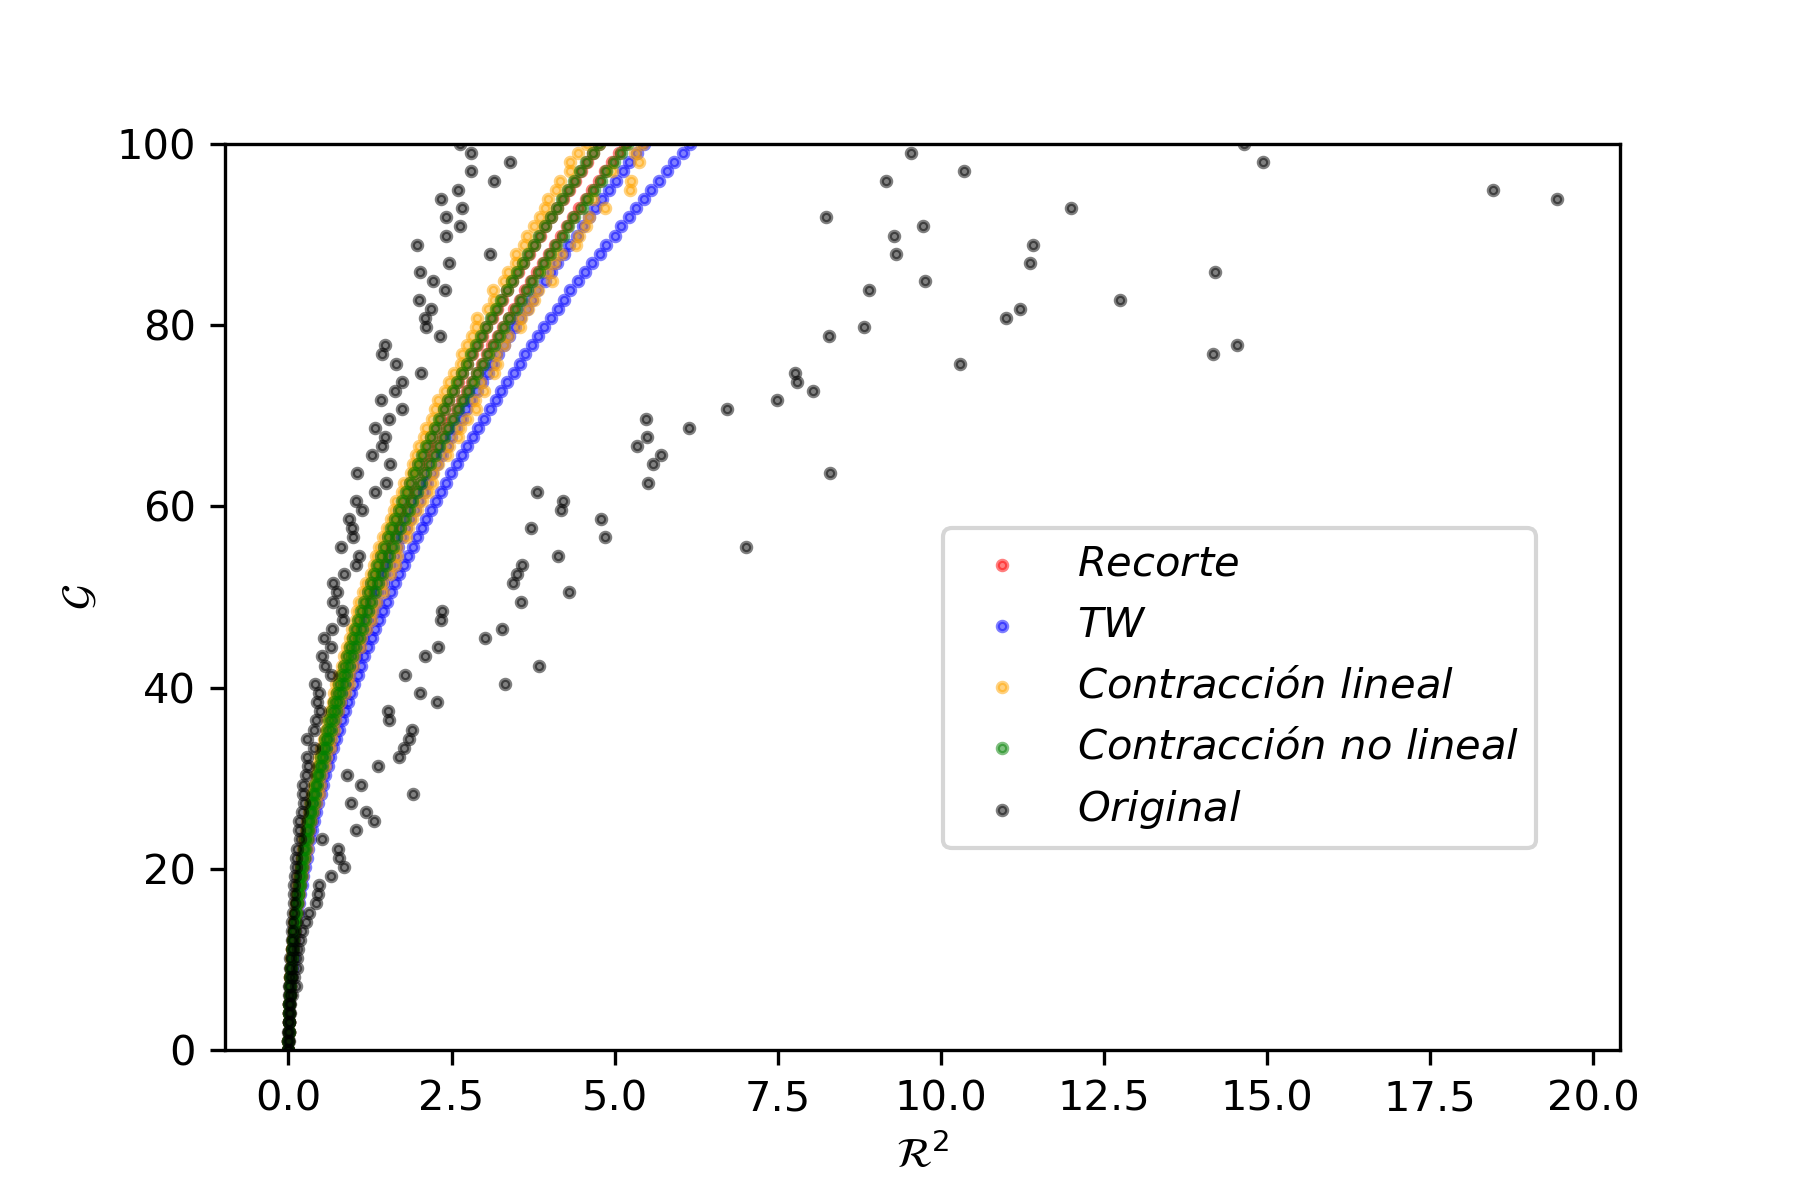 100
80
60
40
20
0
𝒢
Recorte
TW
Contracción lineal
Contracción no lineal
Original
0.0 2.5 5.0 7.5 10.0 12.5 15.0 17.5 20.0
ℛ²